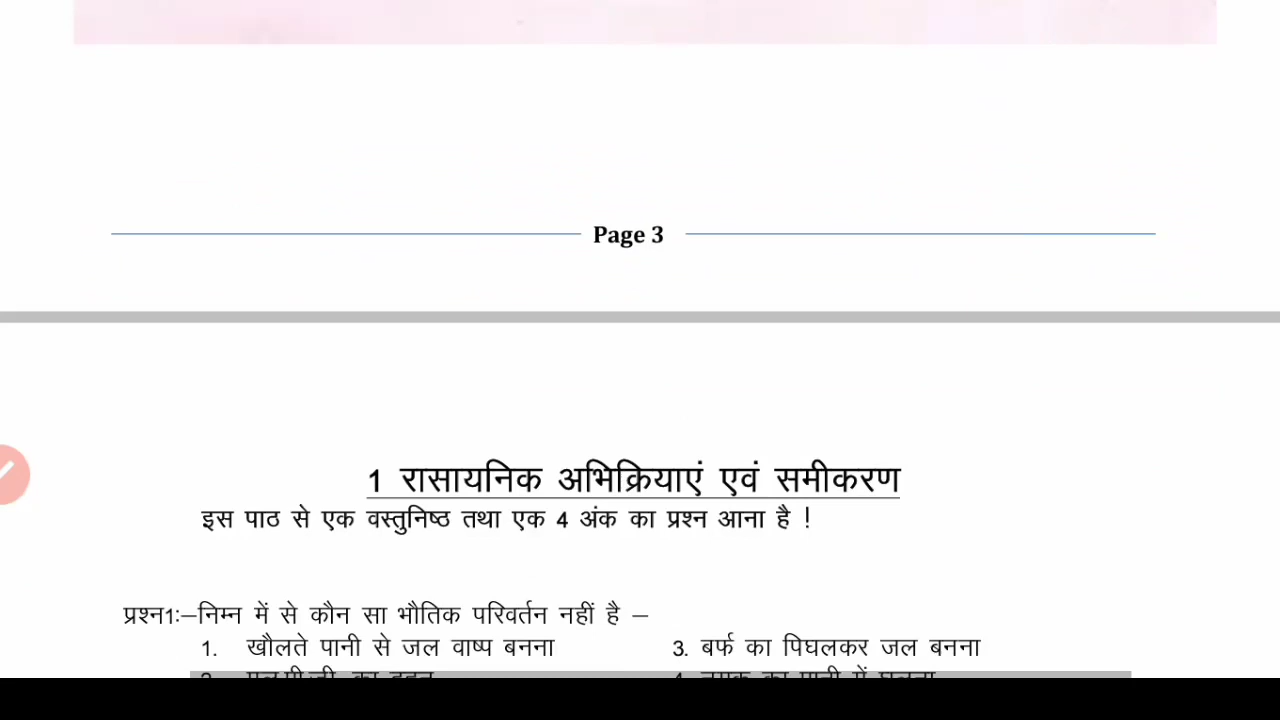 Page 3
1 रासायनिक अभिक्रियाएं एवं समीकरण
इस पाठ से एक वस्तुनिष्ठ तथा एक 4 अंक का प्रश्न आना है !
प्रश्न1:–निम्न में से कौन सा भौतिक परिवर्तन नहीं है –
1. खौलते पानी से जल वाष्प बनना
3. बर्फ का पिघलकर जल बनना